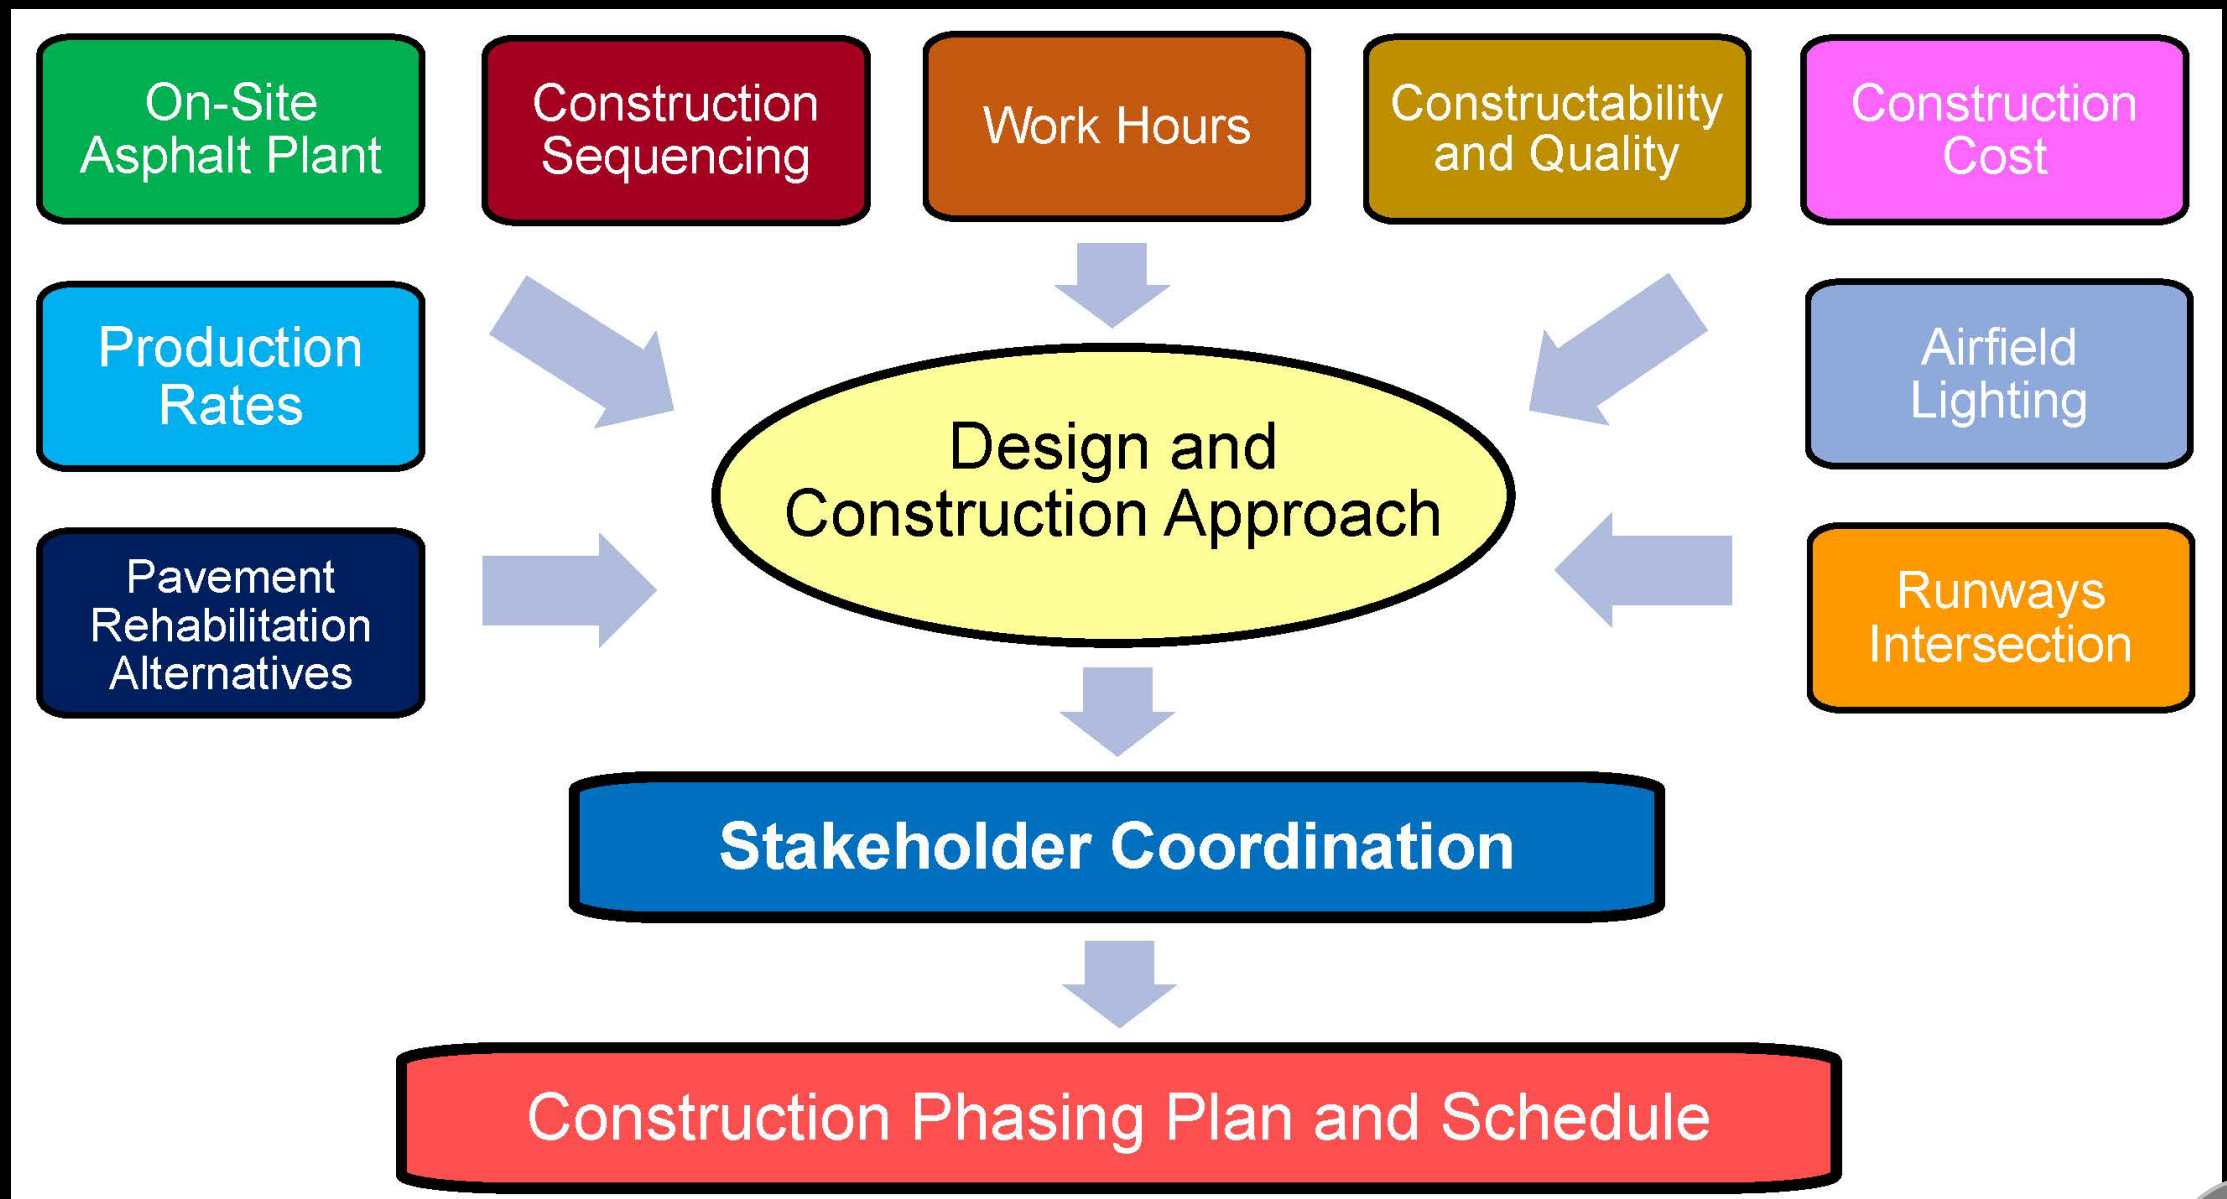 On-Site
Asphalt Plant
Construction
Sequencing
Work Hours
Constructability
and Quality
Construction
Cost
Production
Rates
Airfield
Lighting
Design and
Construction Approach
Pavement
Rehabilitation
Alternatives
Runways
Intersection
Stakeholder Coordination
Construction Phasing Plan and Schedule